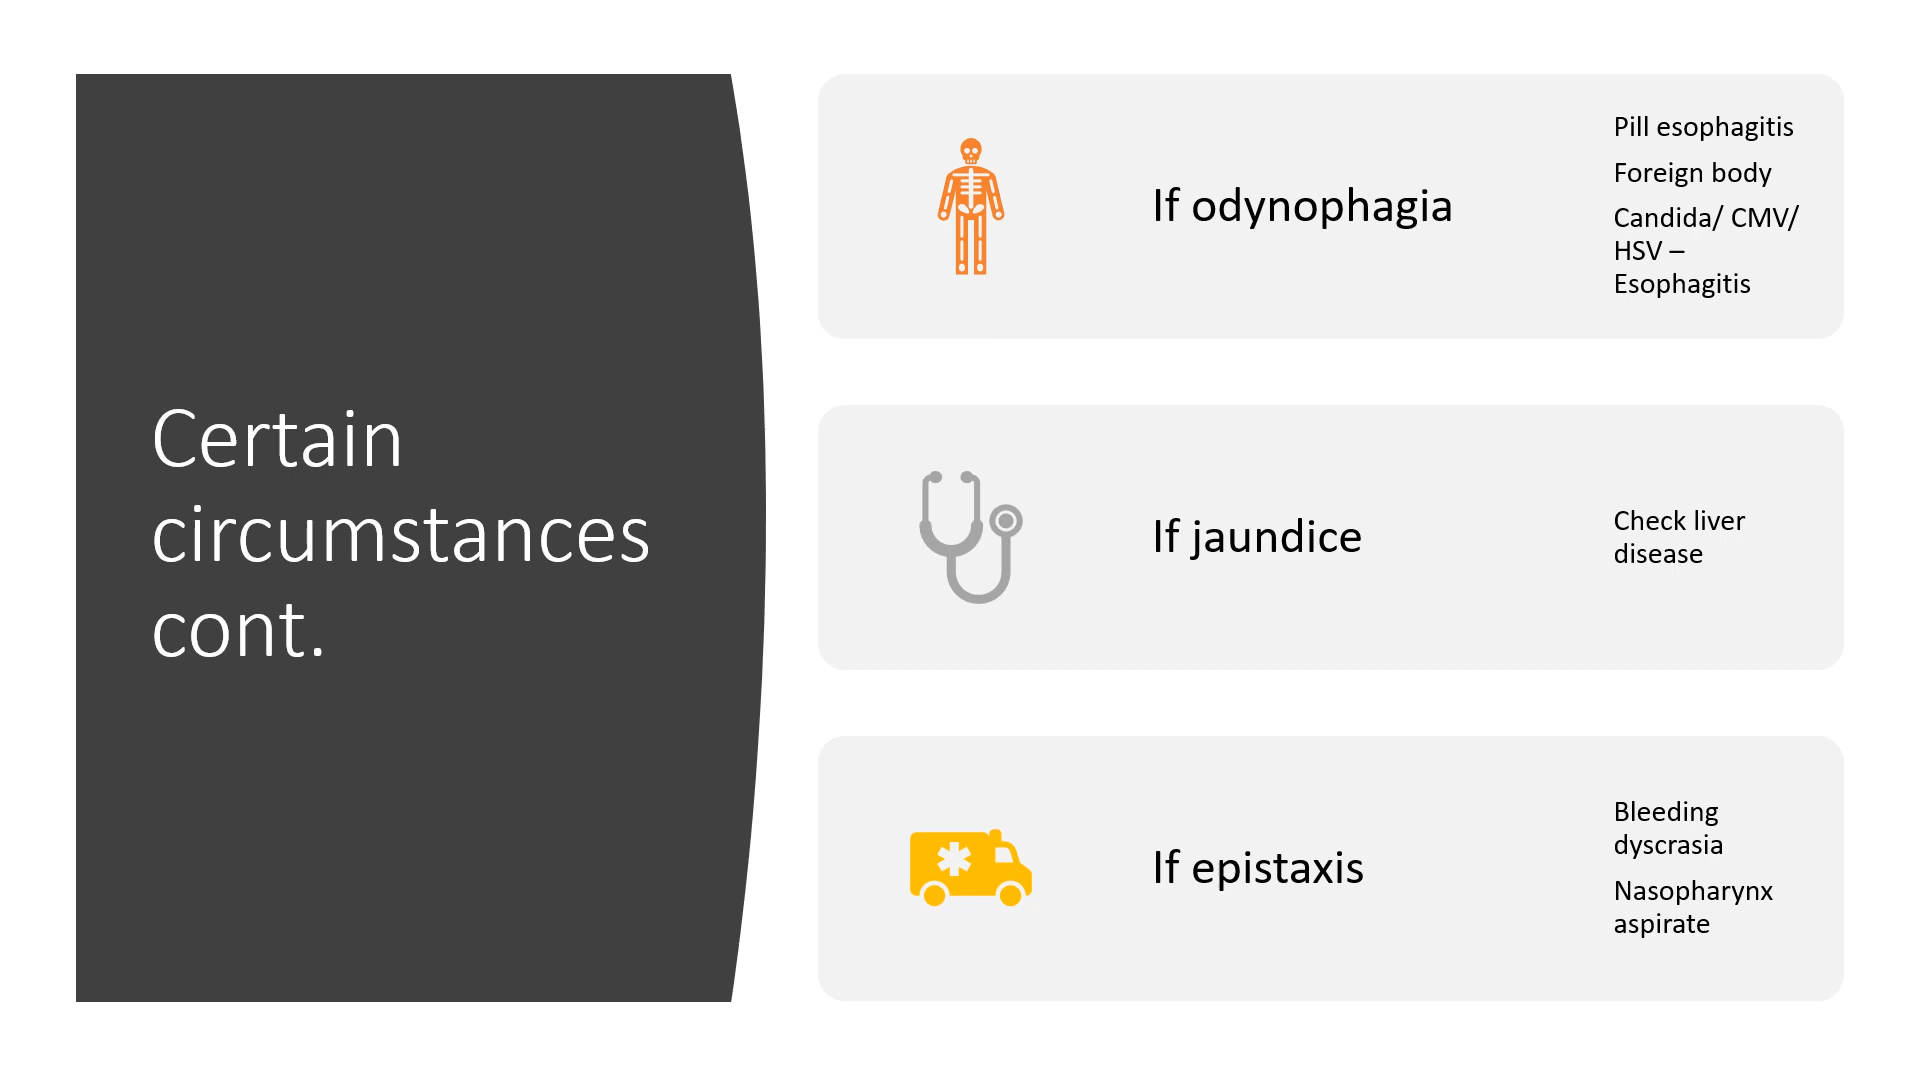 Certain
circumstances
cont.
If odynophagia
Pill esophagitis
Foreign body
Candida/ CMV/
HSV –
Esophagitis
If jaundice
Check liver
disease
If epistaxis
Bleeding
dyscrasia
Nasopharynx
aspirate